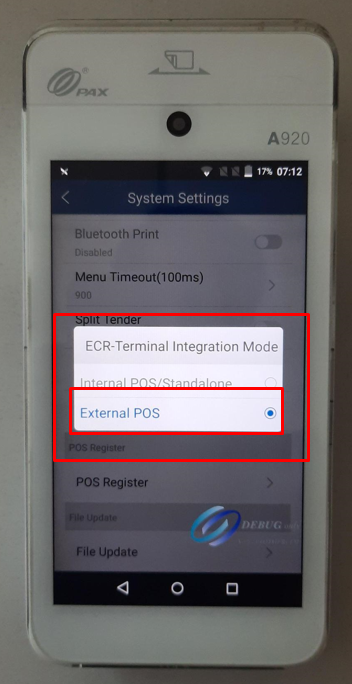 PAX
A920
17% 07:12
System Settings
Bluetooth Print
Disabled
Menu Timeout(100ms)
900
Split Tender
ECR-Terminal Integration Mode
Internal POS/Standalone
External POS
POS Register
POS Register
File Update
DEBUG
File Update